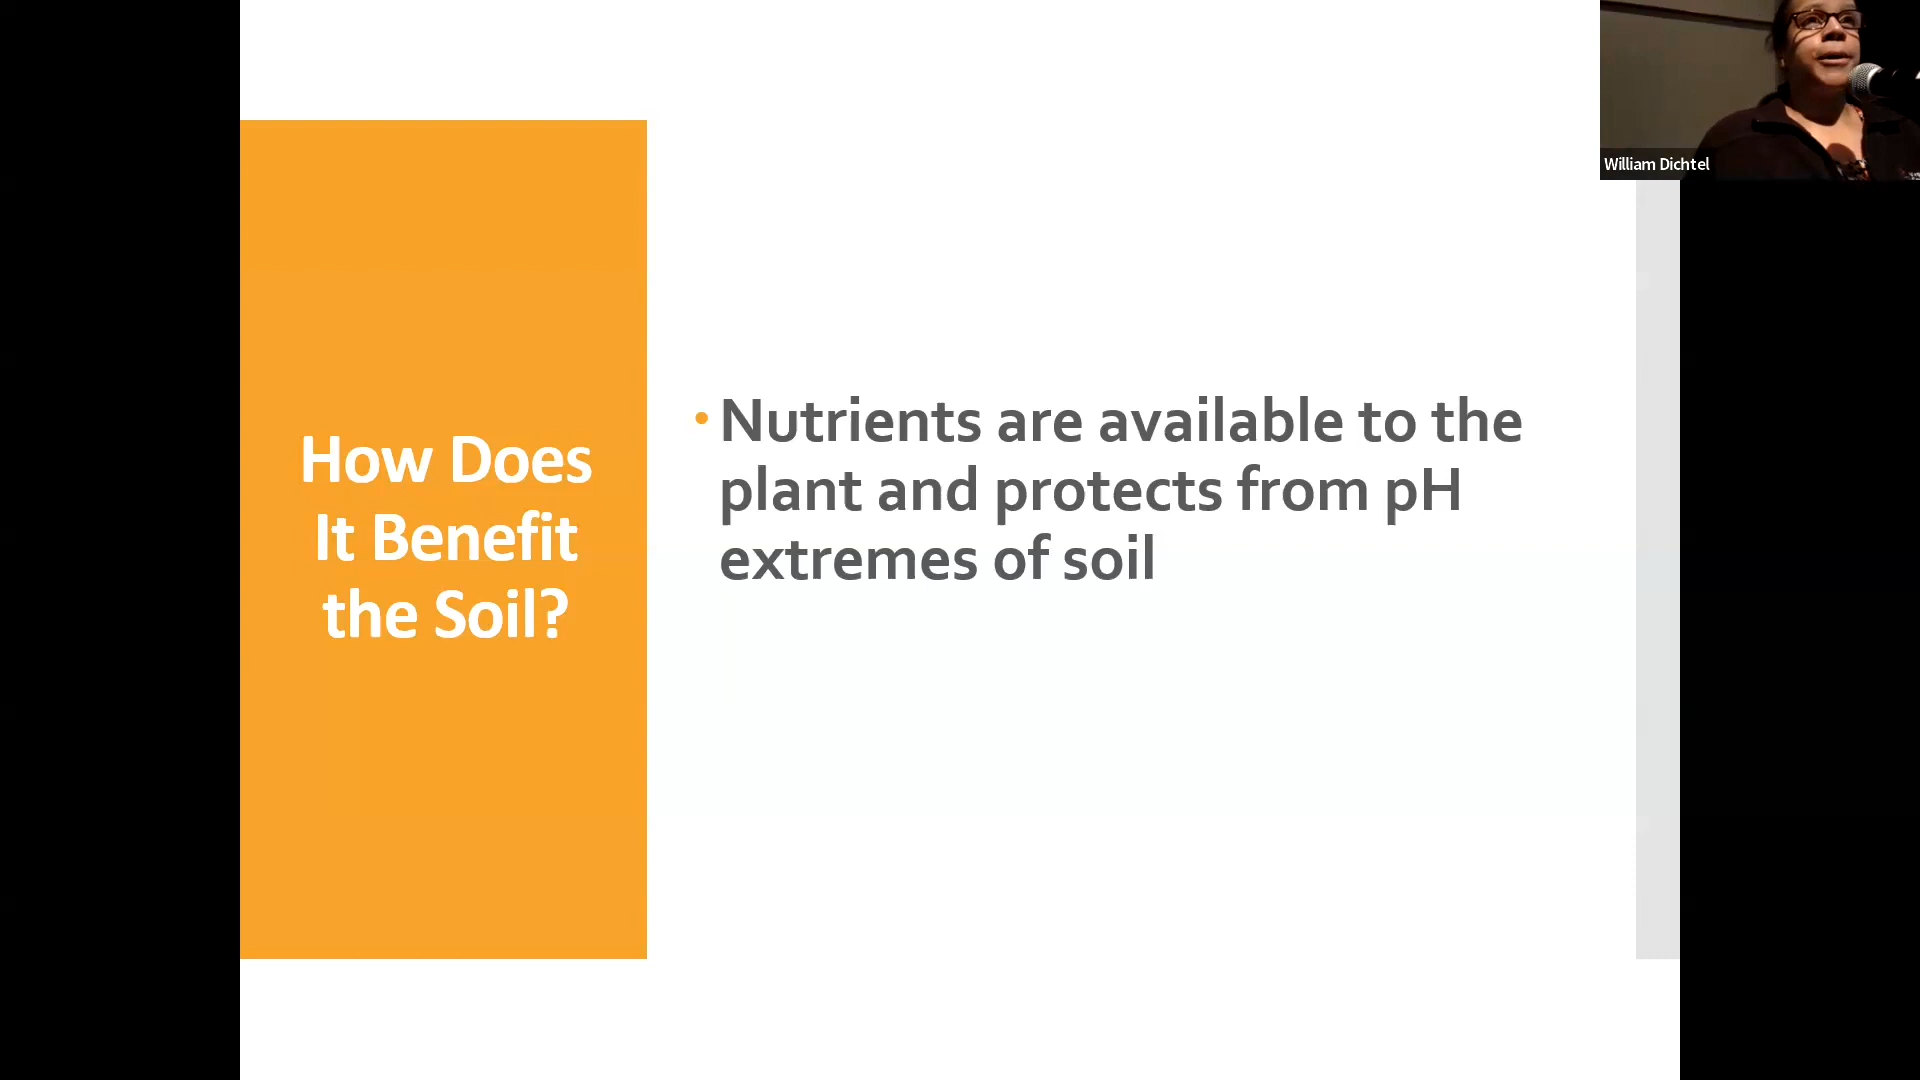 How Does
It Benefit
the Soil?
• Nutrients are available to the
plant and protects from pH
extremes of soil
William Dichtel